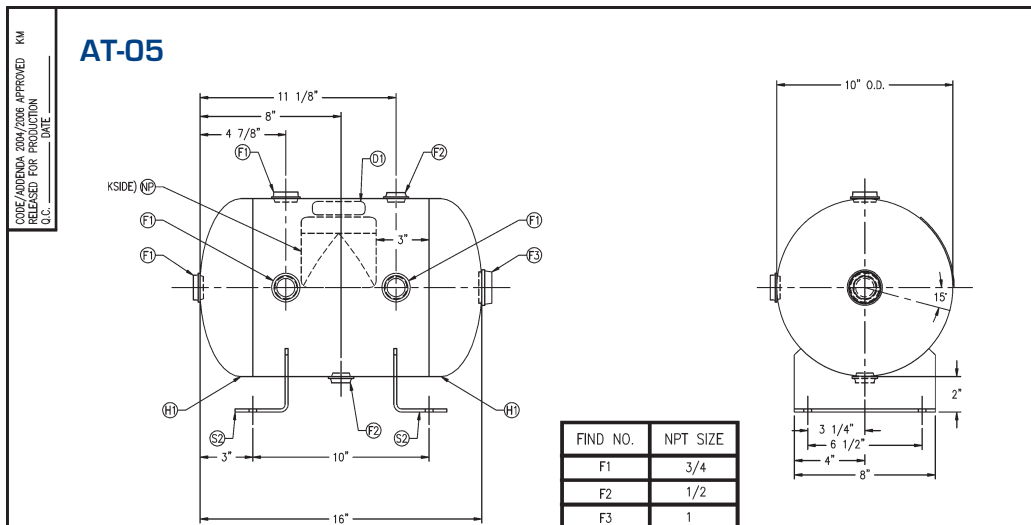 CODE/ADDENDA 2004/2006 APPROVED KM
RELEASED FOR PRODUCTION
Q.C. DATE
AT-05
11 1/8"
8"
4 7/8"
F1
F2
D1
KSIDE) NP
F1
F1
F1
F3
3"
H1
H1
S2
F2
S2
3"
10"
16"
10" O.D.
15°
2"
3 1/4"
6 1/2"
4"
8"
FIND NO. NPT SIZE
F1 3/4
F2 1/2
F3 1